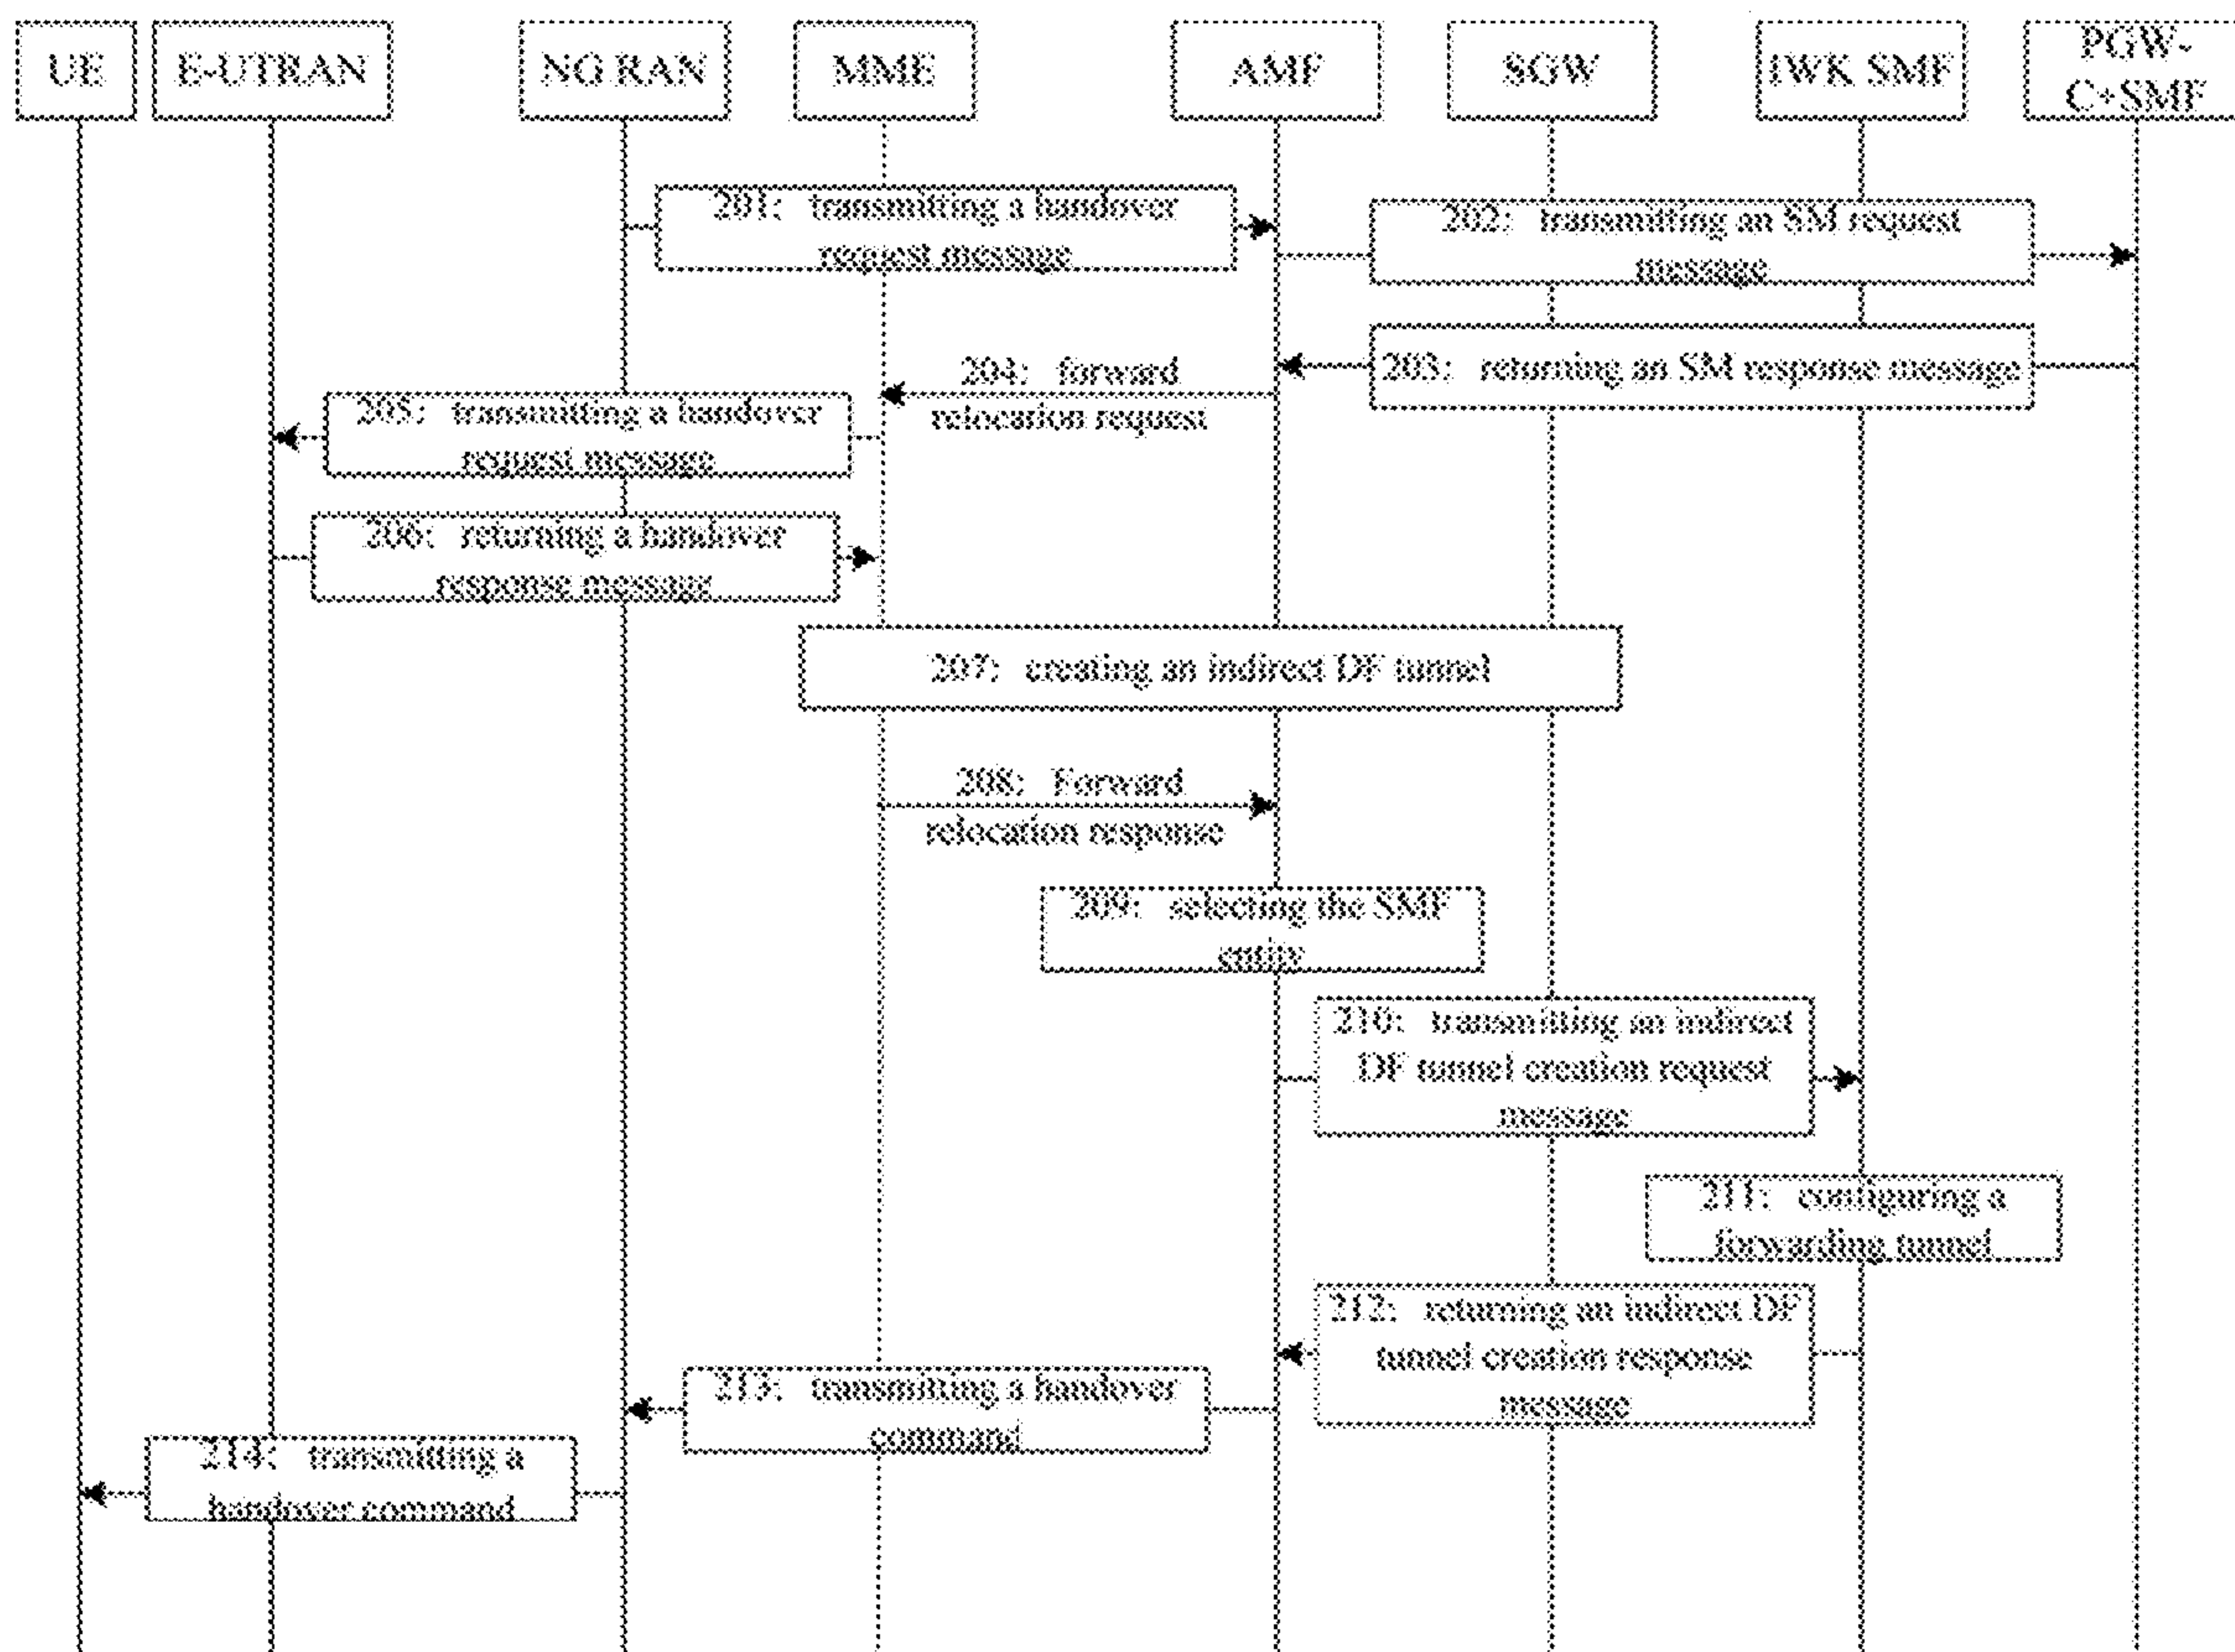 UE
E-UTRAN
NG RAN
MME
AMF
SGW
IWK SMF
PGW-
C+SMF
201: transmitting a handover
request message
202: transmitting an SM request
message
203: returning an SM response message
204: forward
relocation request
205: transmitting a handover
request message
206: returning a handover
response message
207: creating an indirect DF tunnel
208: Forward
relocation response
209: selecting the SMF
entity
210: transmitting an indirect
DF tunnel creation request
message
211: configuring a
forwarding tunnel
212: returning an indirect DF
tunnel creation response
message
213: transmitting a handover
command
214: transmitting a
handover command